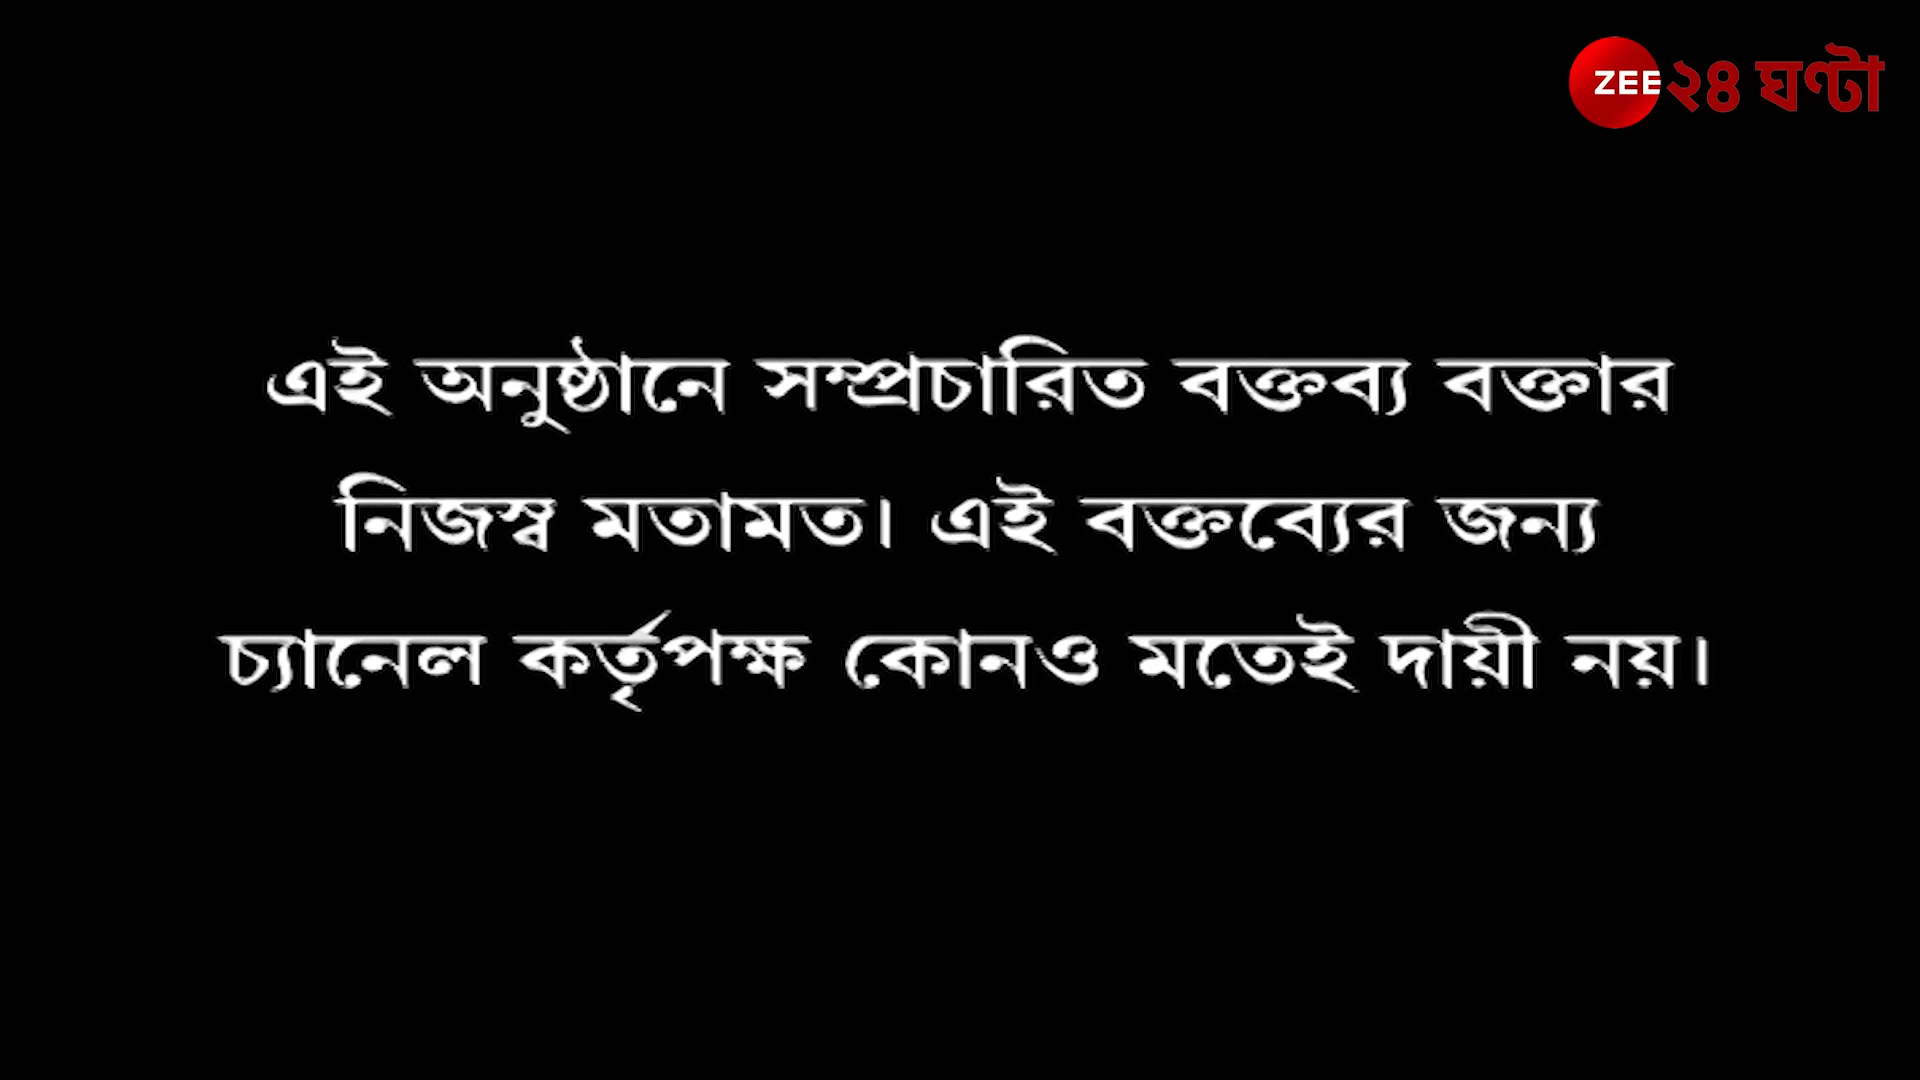 ZEE ২৪ ঘণ্টা
এই অনুষ্ঠানে সম্প্রচারিত বক্তব্য বক্তার
নিজস্ব মতামত। এই বক্তব্যের জন্য
চ্যানেল কর্তৃপক্ষ কোনও মতেই দায়ী নয়।